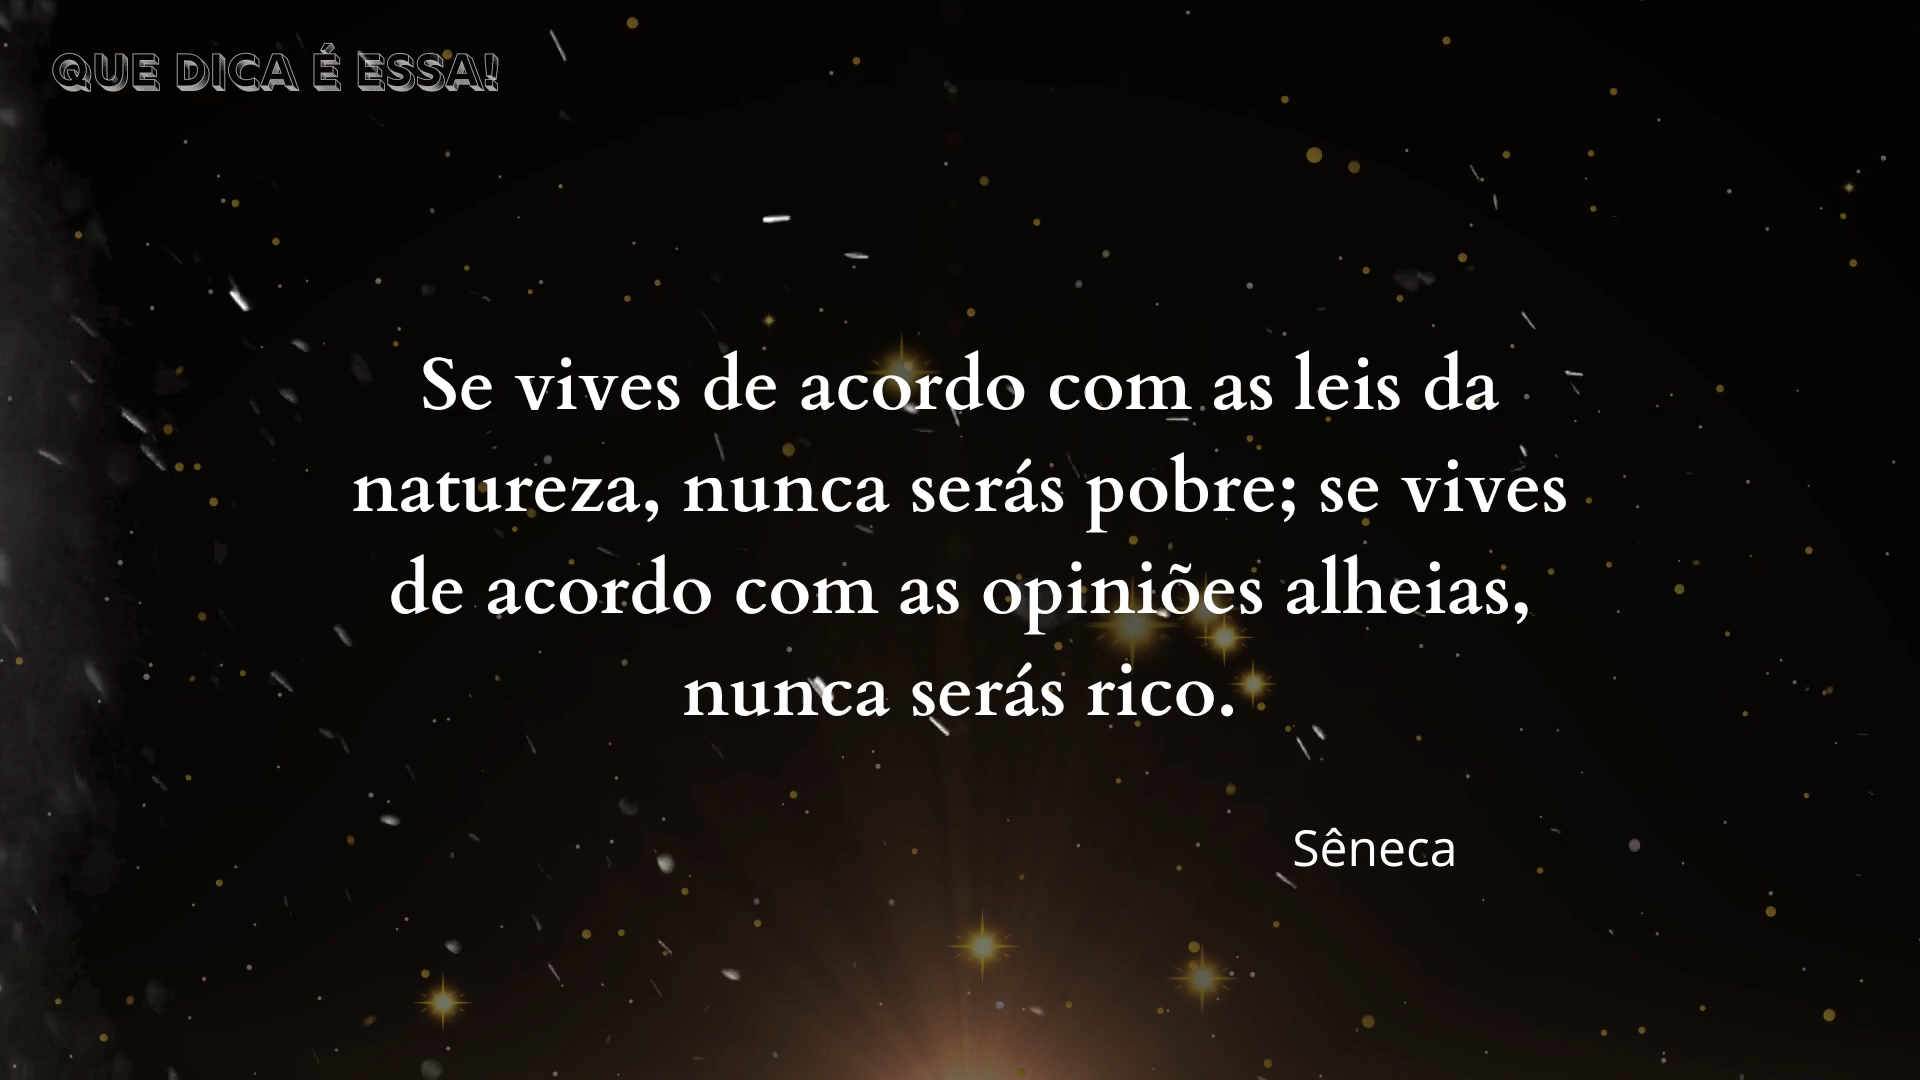 QUE DICA É ESSA!
Se vives de acordo com as leis da
natureza, nunca serás pobre; se vives
de acordo com as opiniões alheias,
nunca serás rico.
Sêneca